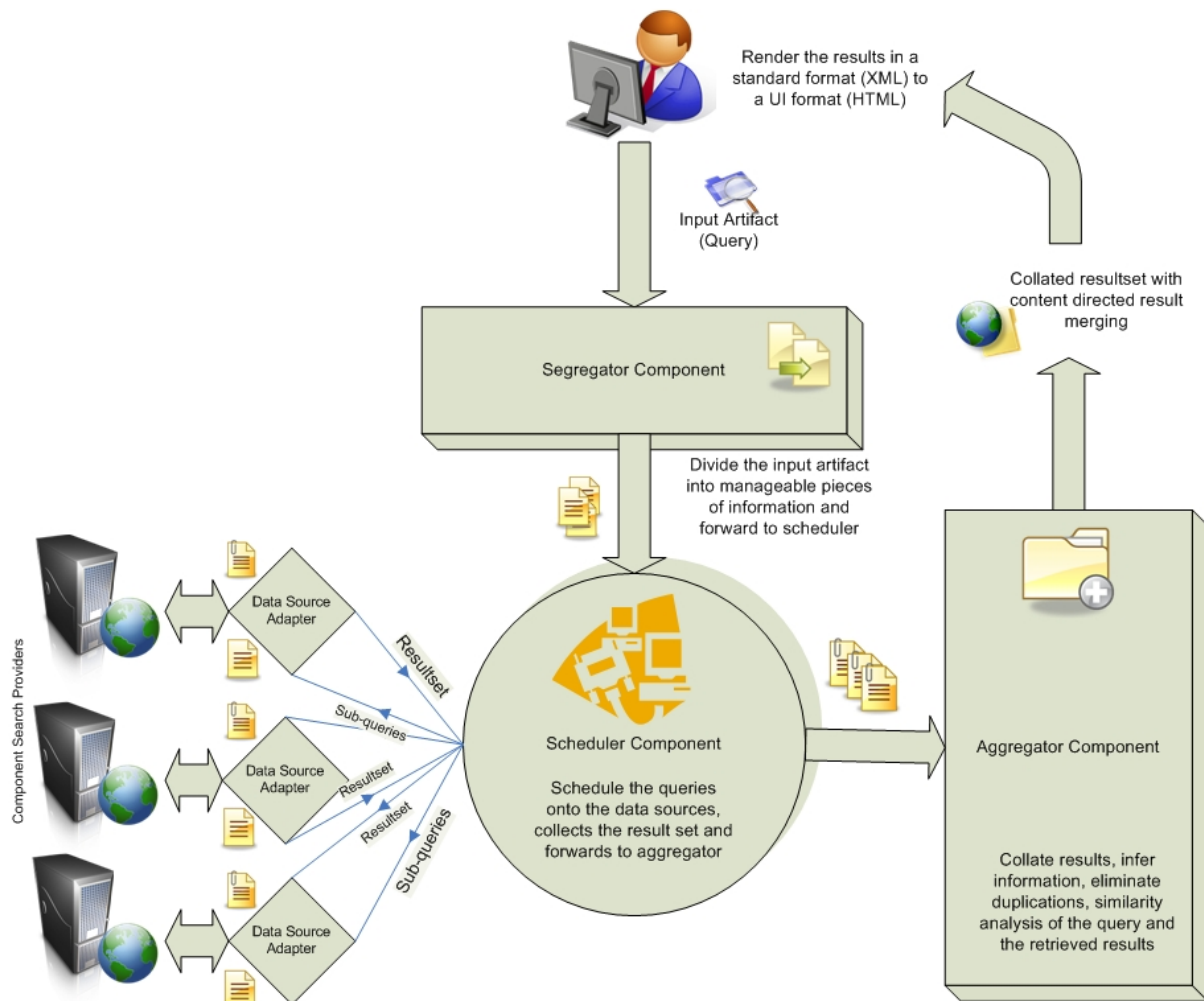 Render the results in a
standard format (XML) to
a UI format (HTML)
Input Artifact
(Query)
Collated resultset with
content directed result
merging
Segregator Component
Divide the input artifact
into manageable pieces
of information and
forward to scheduler
Component Search Providers
Data Source
Adapter
Resultset
Sub-queries
Data Source
Adapter
Resultset
Resultset
Sub-queries
Data Source
Adapter
Scheduler Component
Schedule the queries
onto the data sources,
collects the result set and
forwards to aggregator
Aggregator Component
Collate results, infer
information, eliminate
duplications, similarity
analysis of the query and
the retrieved results